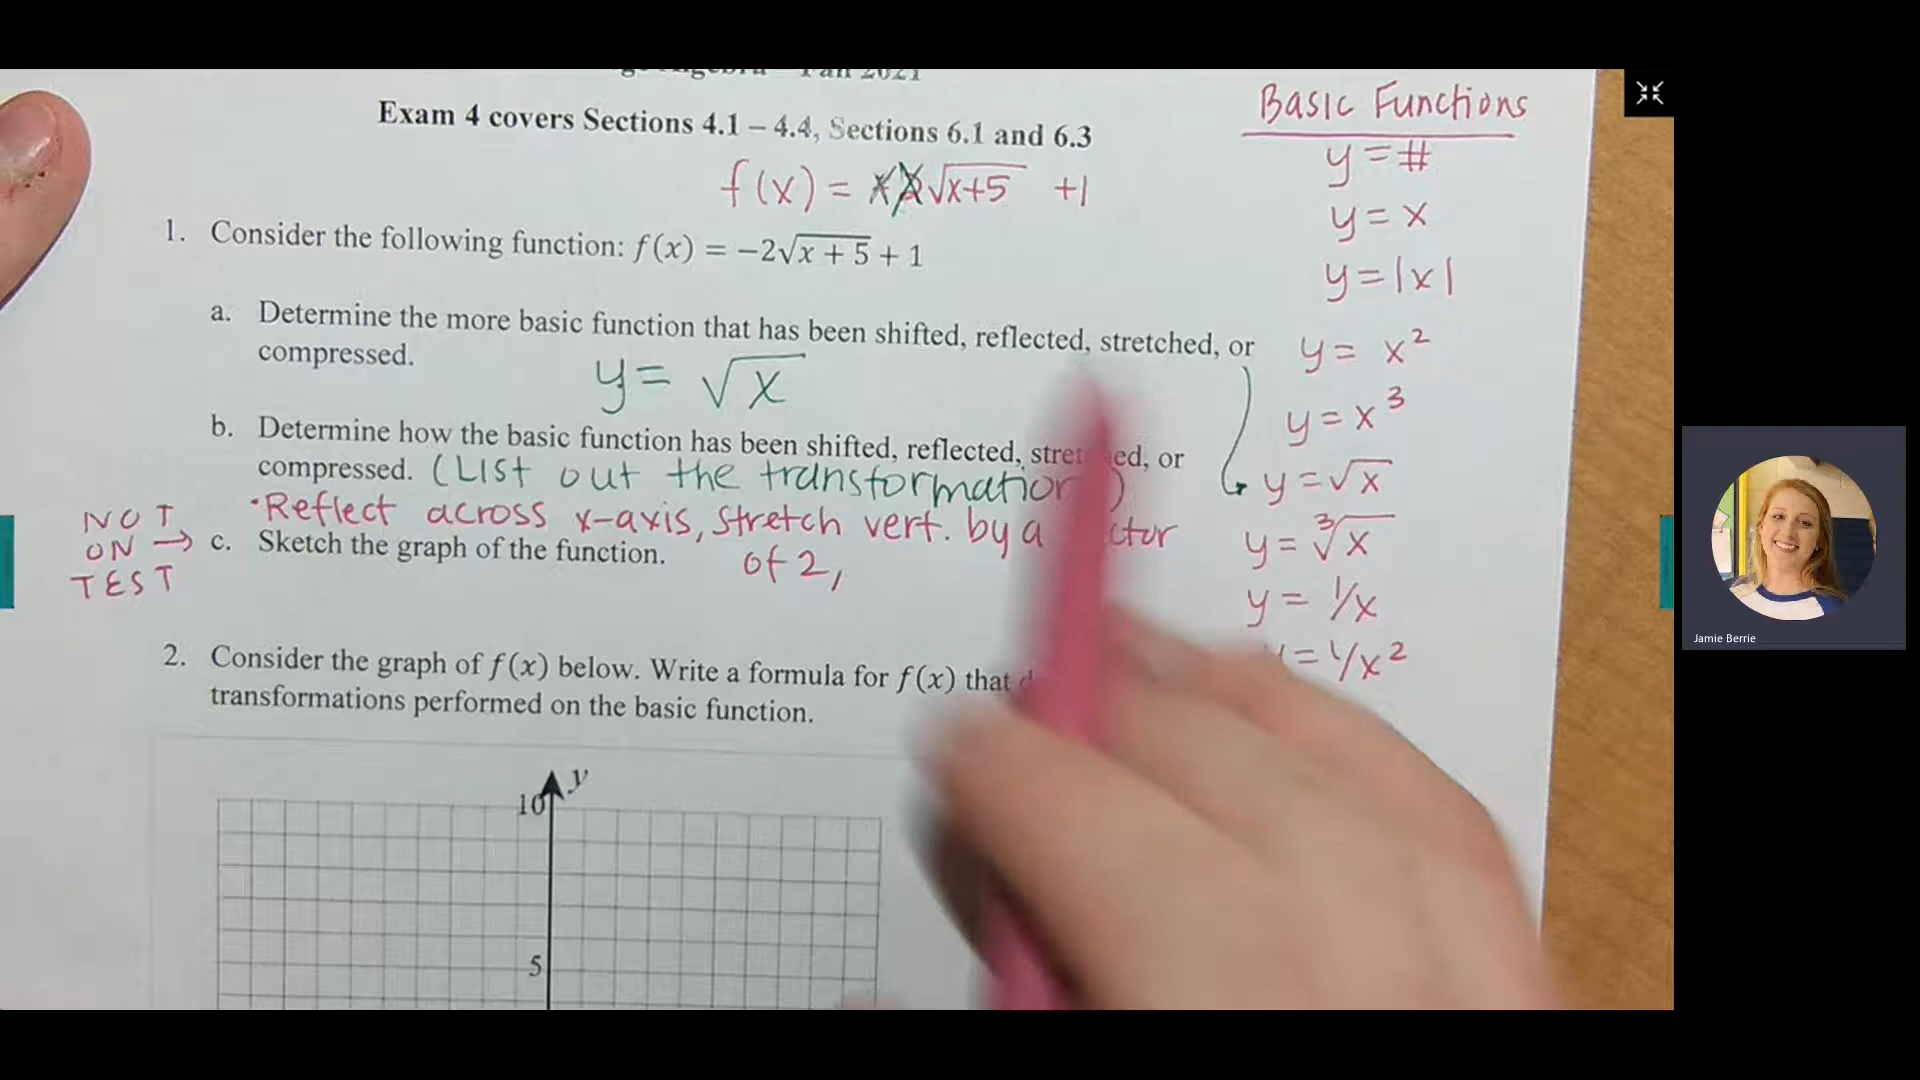 Fall 2021
Exam 4 covers Sections 4.1 – 4.4, Sections 6.1 and 6.3
f(x) = √x+5 +1
1. Consider the following function: f(x) = −2√x + 5 + 1
a. Determine the more basic function that has been shifted, reflected, stretched, or
compressed.
y = √x
b. Determine how the basic function has been shifted, reflected, or
compressed. (List out the
·Reflect across x-axis, stretch vert. by a
of 2,
NOT
ON →
TEST
c. Sketch the graph of the function.
2. Consider the graph of f(x) below. Write a formula for f(x) that
transformations performed on the basic function.
y
10
5
Basic Functions
y = #
y = x
y = |x|
y = x²
y = x³
y = √x
y = ³√x
y = 1/x
= 1/x²
Jamie Berrie